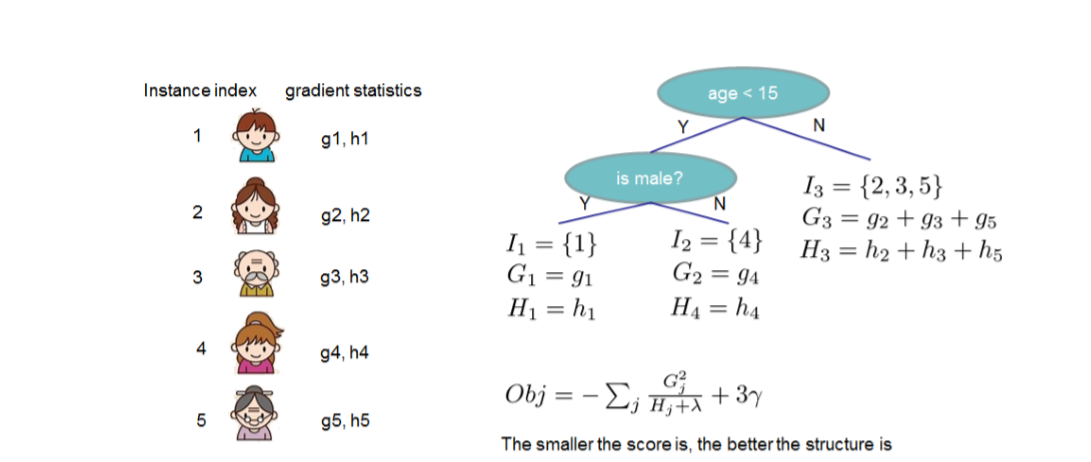 Instance index gradient statistics
1 g1, h1
2 g2, h2
3 g3, h3
4 g4, h4
5 g5, h5
age < 15
Y N
is male?
Y N
I₁ = {1}
G₁ = g₁
H₁ = h₁
I₂ = {4}
G₂ = g₄
H₄ = h₄
I₃ = {2, 3, 5}
G₃ = g₂ + g₃ + g₅
H₃ = h₂ + h₃ + h₅
Obj = − ∑ⱼ Gⱼ²/(Hⱼ+λ) + 3γ
The smaller the score is, the better the structure is